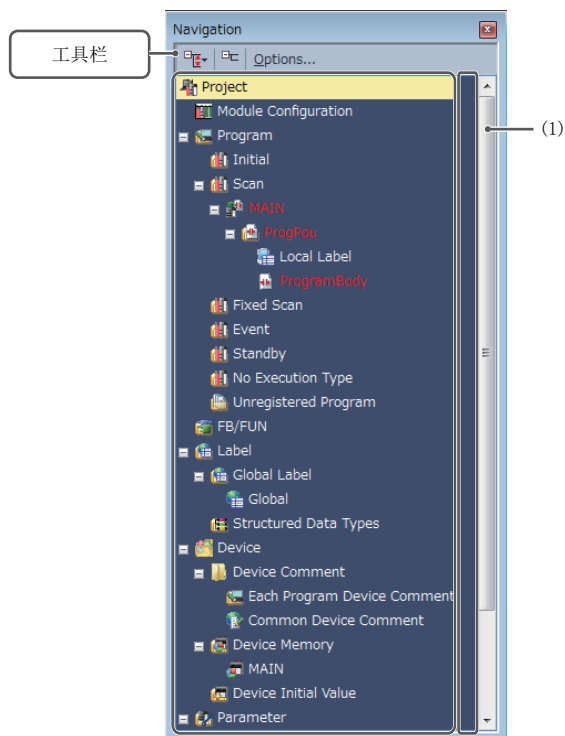 Navigation
工具栏
Options...
Project
Module Configuration
(1)
Program
Initial
Scan
MAIN
ProgPou
Local Label
ProgramBody
Fixed Scan
Event
Standby
No Execution Type
Unregistered Program
FB/FUN
Label
Global Label
Global
Structured Data Types
Device
Device Comment
Each Program Device Comment
Common Device Comment
Device Memory
MAIN
Device Initial Value
Parameter